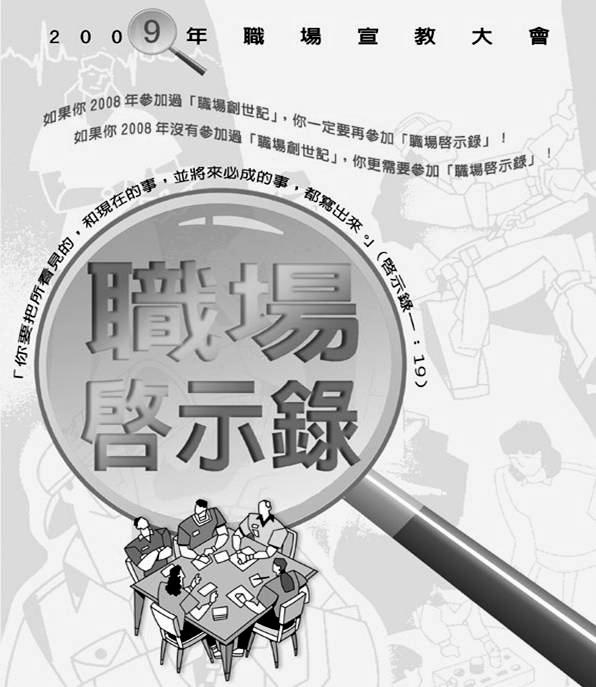 2009年職場宣教大會
如果你2008年參加過「職場創世記」，你一定要再參加「職場啓示錄」！
如果你2008年沒有參加過「職場創世記」，你更需要參加「職場啓示錄」！
「你要把所看見的，和現在的事，並將來必成的事，都寫出來。」（啓示錄一：19）
職場
啓示錄